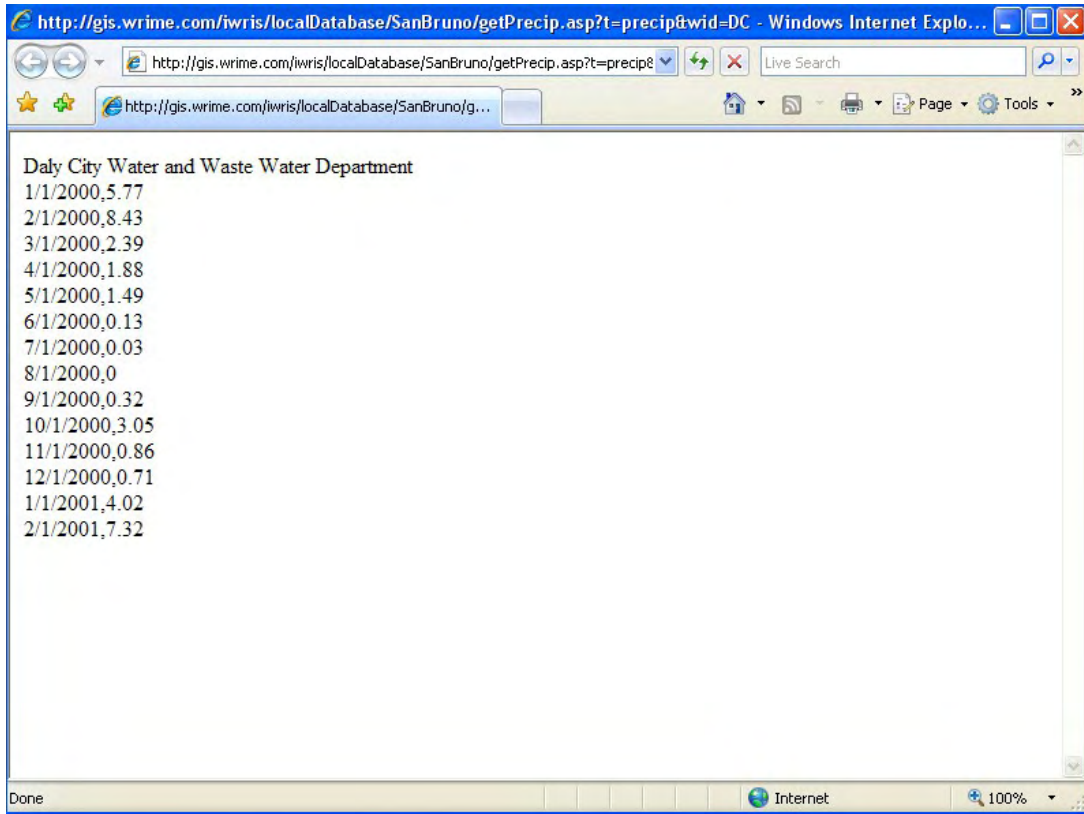 http://gis.wrime.com/iwris/localDatabase/SanBruno/getPrecip.asp?t=precip&wid=DC - Windows Internet Explo...
http://gis.wrime.com/iwris/localDatabase/SanBruno/getPrecip.asp?t=precip&
Live Search
http://gis.wrime.com/iwris/localDatabase/SanBruno/g...
Page
Tools
»
Daly City Water and Waste Water Department
1/1/2000,5.77
2/1/2000,8.43
3/1/2000,2.39
4/1/2000,1.88
5/1/2000,1.49
6/1/2000,0.13
7/1/2000,0.03
8/1/2000,0
9/1/2000,0.32
10/1/2000,3.05
11/1/2000,0.86
12/1/2000,0.71
1/1/2001,4.02
2/1/2001,7.32
Done
Internet
100%